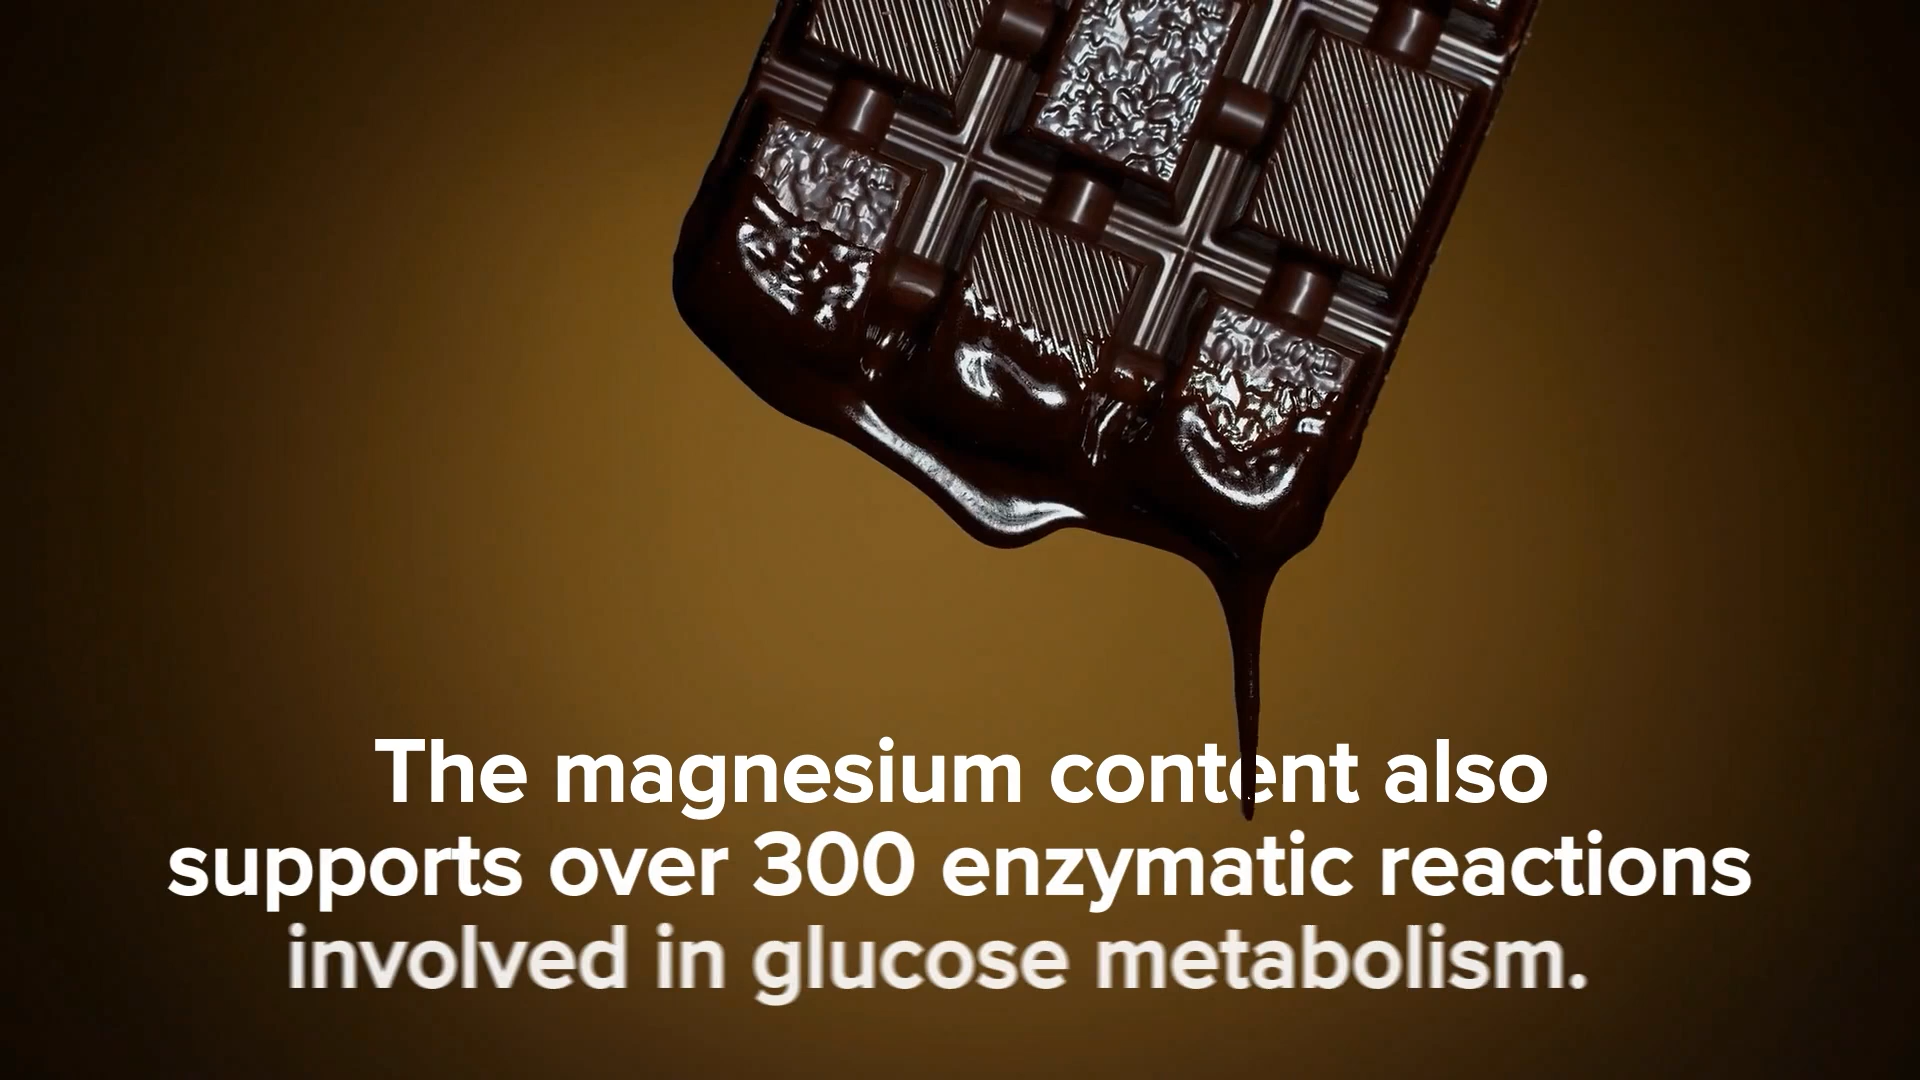 The magnesium content also
supports over 300 enzymatic reactions
involved in glucose metabolism.